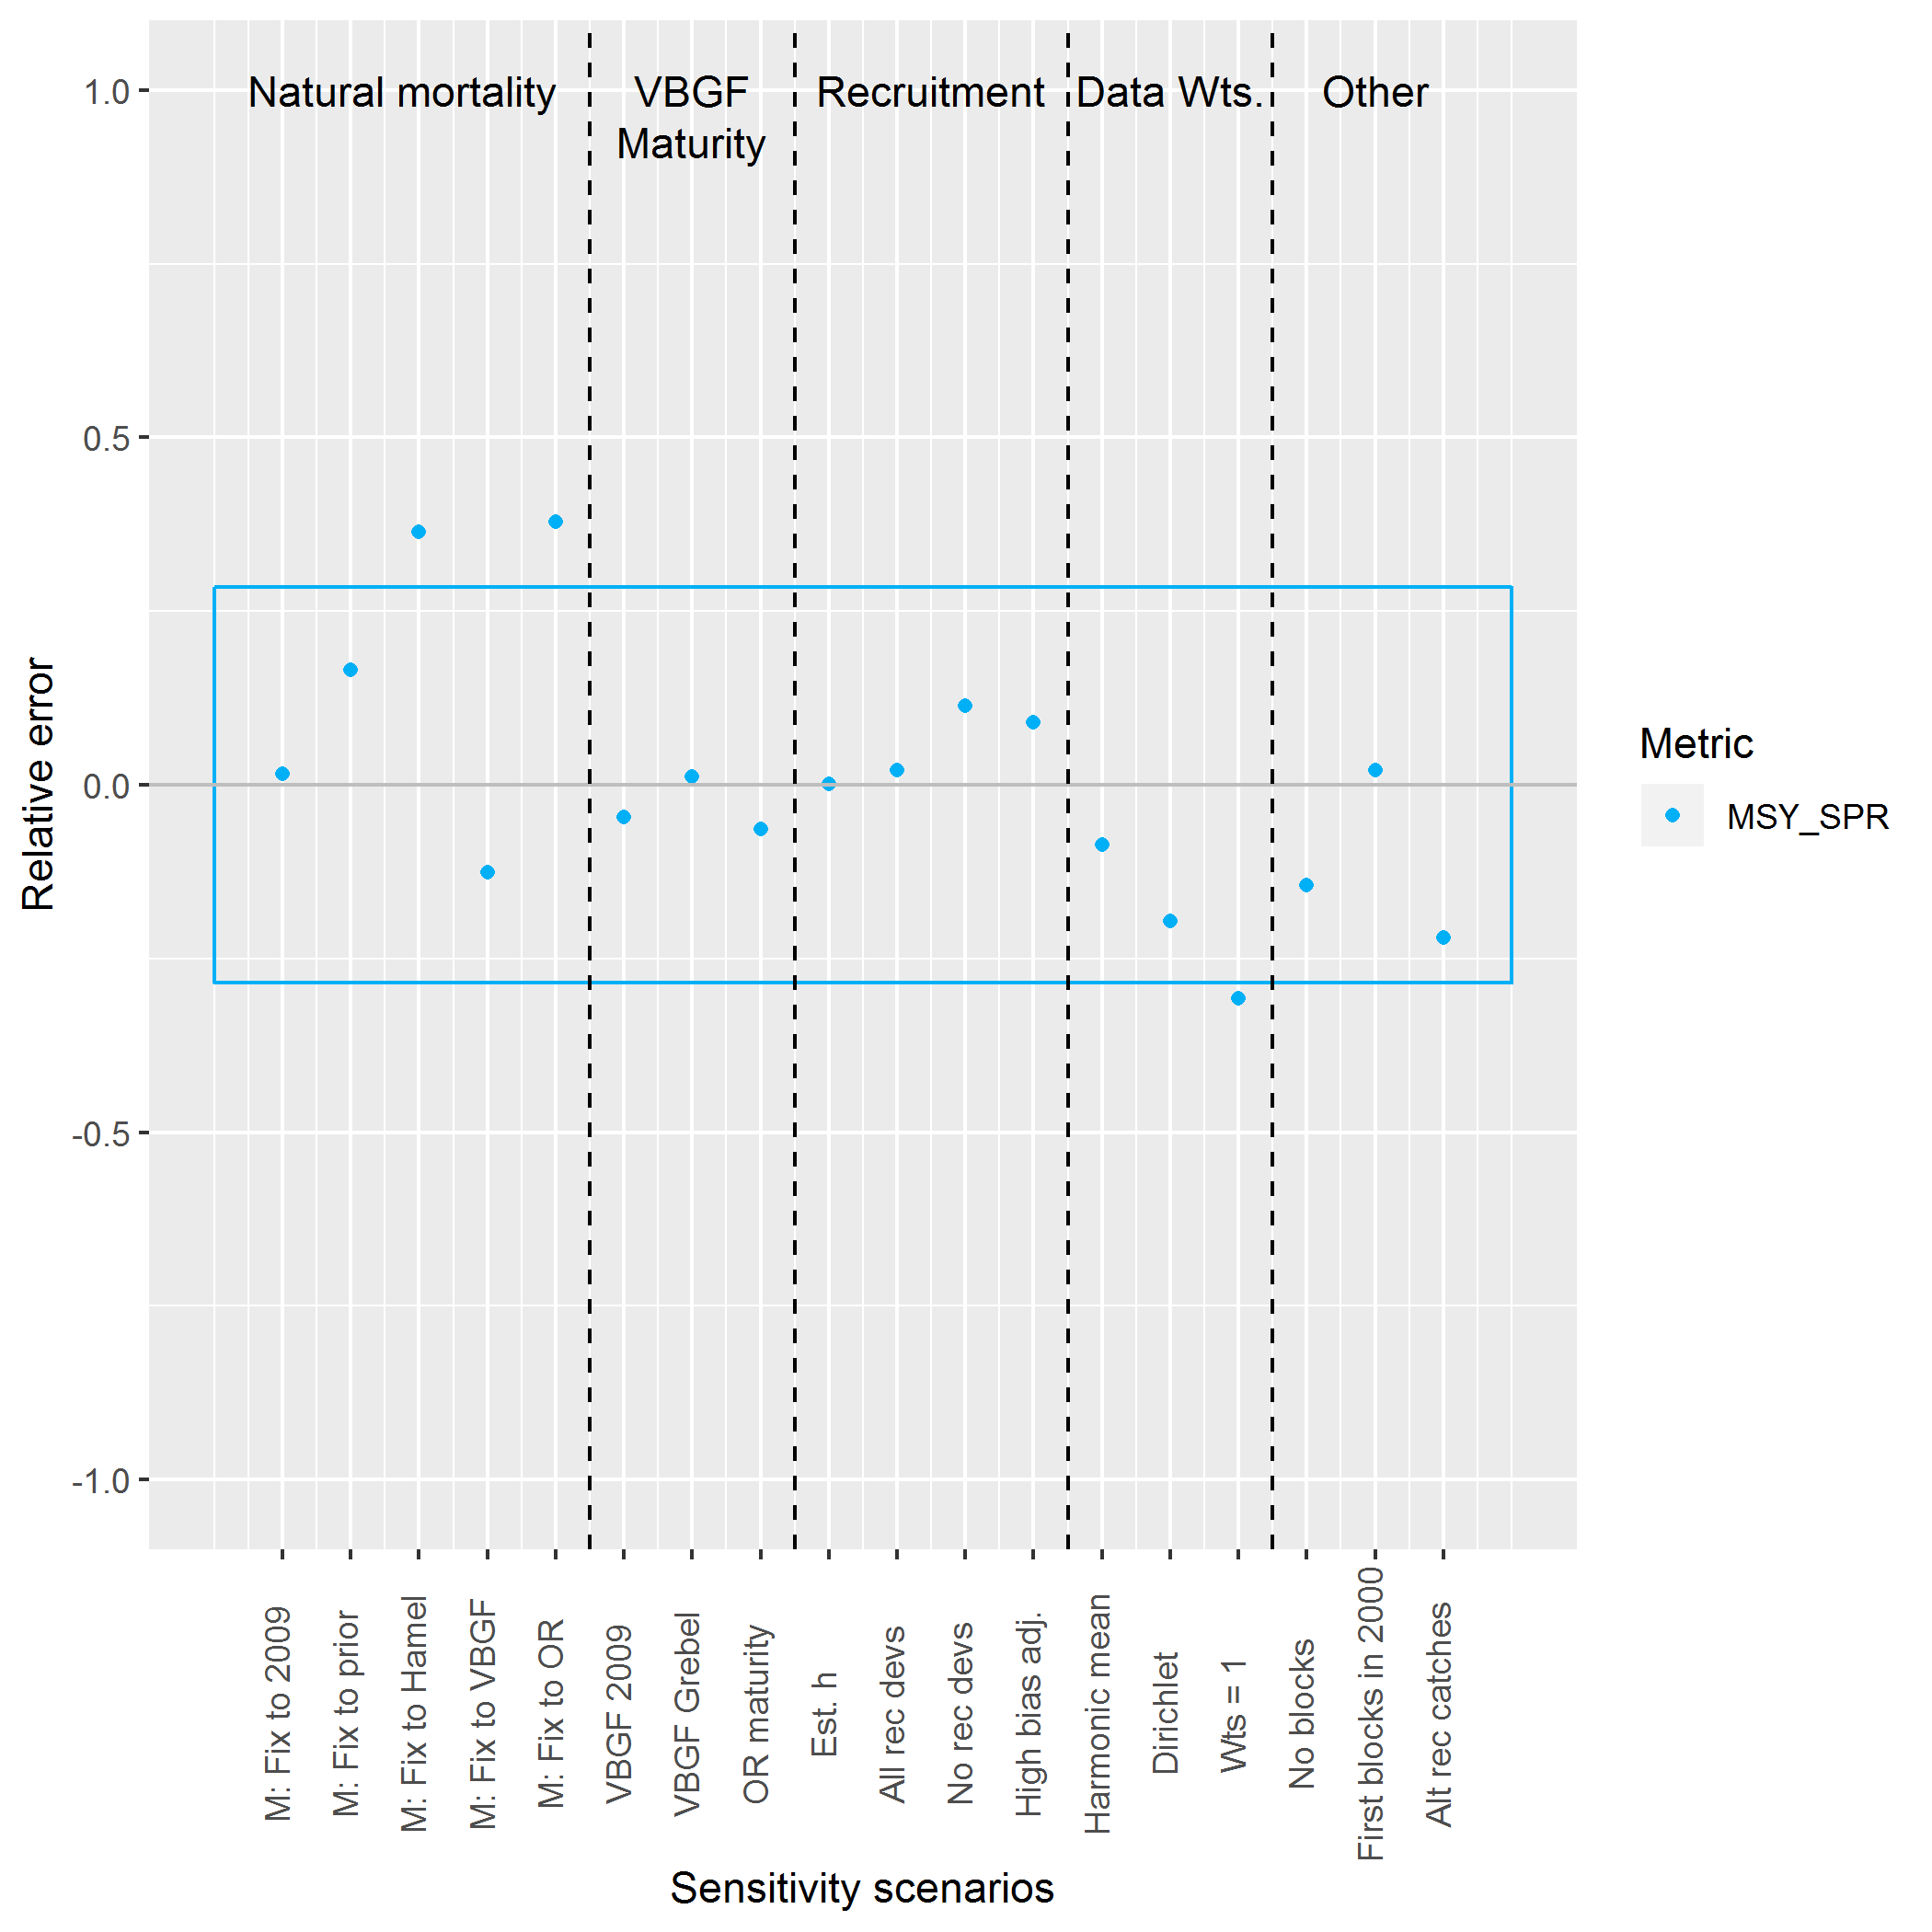 Natural mortality
VBGF
Maturity
Recruitment
Data Wts.
Other
1.0
0.5
0.0
-0.5
-1.0
Relative error
M: Fix to 2009
M: Fix to prior
M: Fix to Hamel
M: Fix to VBGF
M: Fix to OR
VBGF 2009
VBGF Grebel
OR maturity
Est. h
All rec devs
No rec devs
High bias adj.
Harmonic mean
Dirichlet
Wts = 1
No blocks
First blocks in 2000
Alt rec catches
Sensitivity scenarios
Metric
MSY_SPR